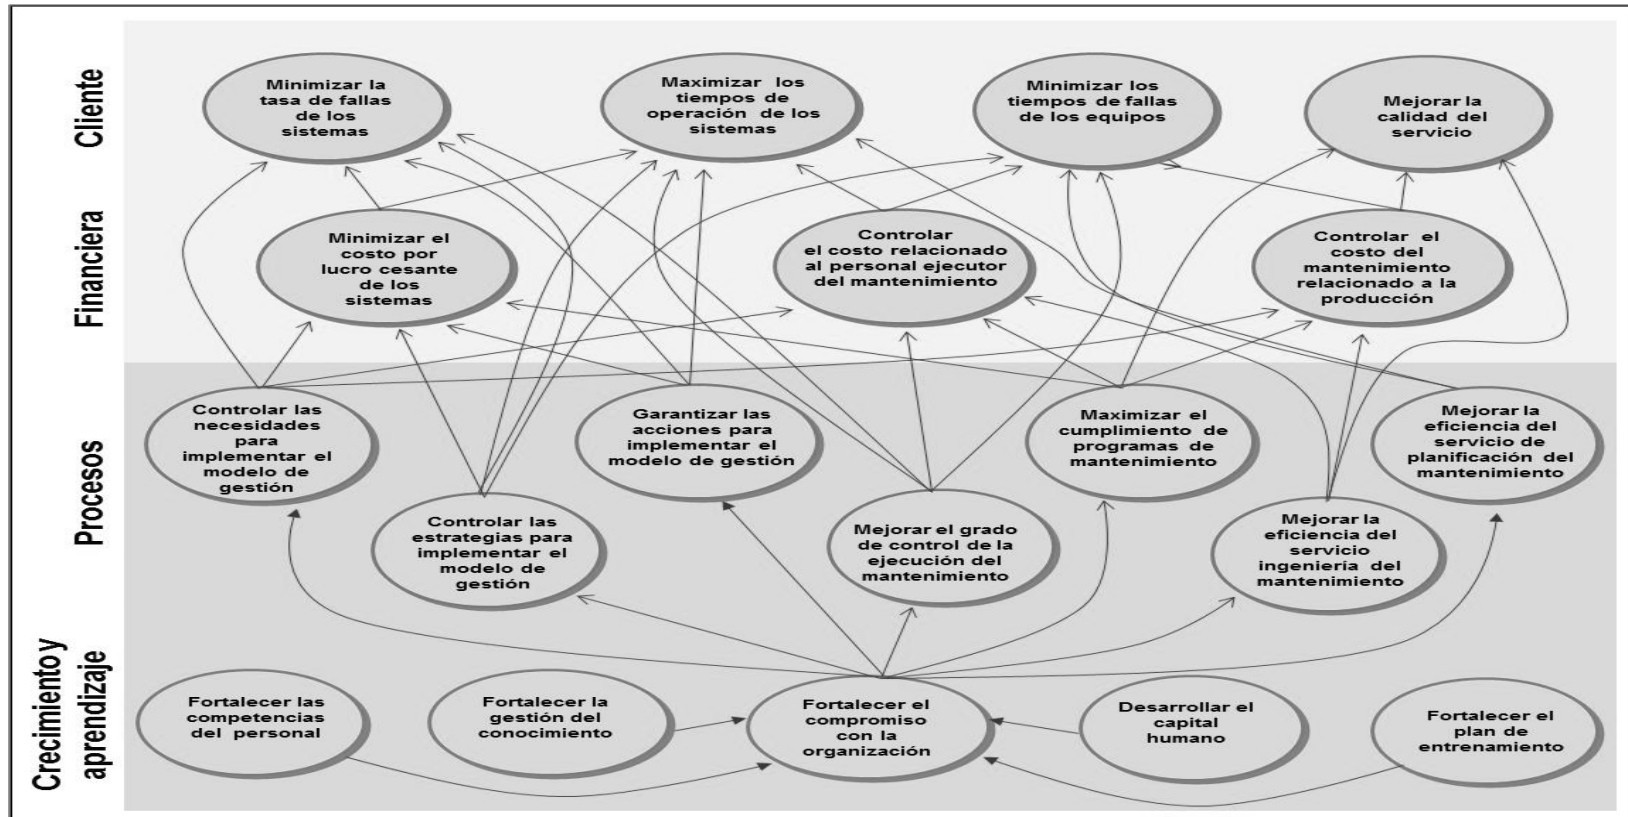 Cliente
Minimizar la
tasa de fallas
de los
sistemas
Maximizar los
tiempos de
operación de los
sistemas
Minimizar los
tiempos de fallas
de los equipos
Mejorar la
calidad del
servicio
Financiera
Minimizar el
costo por
lucro cesante
de los
sistemas
Controlar
el costo relacionado
al personal ejecutor
del mantenimiento
Controlar el
costo del
mantenimiento
relacionado a la
producción
Procesos
Controlar las
necesidades
para
implementar el
modelo de
gestión
Garantizar las
acciones para
implementar el
modelo de gestión
Maximizar el
cumplimiento de
programas de
mantenimiento
Mejorar la
eficiencia del
servicio de
planificación del
mantenimiento
Controlar las
estrategias para
implementar el
modelo de
gestión
Mejorar el grado
de control de la
ejecución del
mantenimiento
Mejorar la
eficiencia del
servicio
ingeniería del
mantenimiento
Crecimiento y
aprendizaje
Fortalecer las
competencias
del personal
Fortalecer la
gestión del
conocimiento
Fortalecer el
compromiso
con la
organización
Desarrollar el
capital
humano
Fortalecer el
plan de
entrenamiento